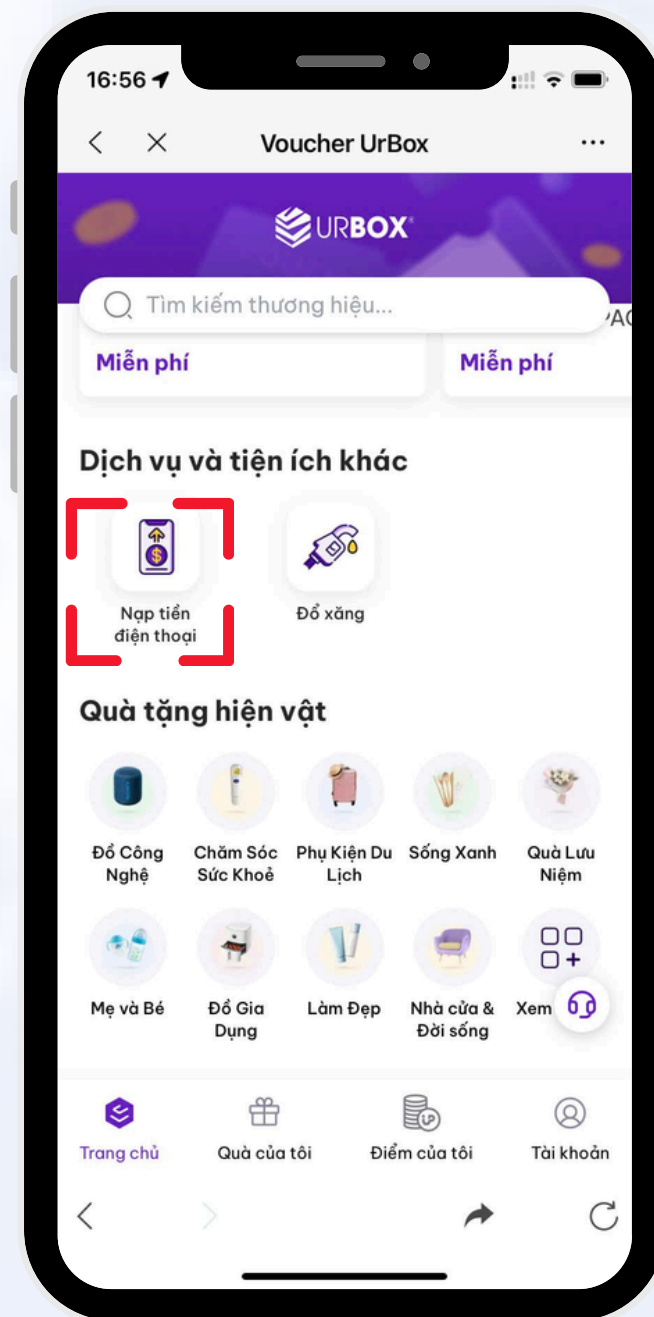 16:56
Voucher UrBox
URBOX®
Tìm kiếm thương hiệu...
Miễn phí
Miễn phí
Dịch vụ và tiện ích khác
Nạp tiền
điện thoại
Đổ xăng
Quà tặng hiện vật
Đồ Công
Nghệ
Chăm Sóc
Sức Khoẻ
Phụ Kiện Du
Lịch
Sống Xanh
Quà Lưu
Niệm
Mẹ và Bé
Đồ Gia
Dụng
Làm Đẹp
Nhà cửa &
Đời sống
Xem
Trang chủ
Quà của tôi
UP
Điểm của tôi
Tài khoản